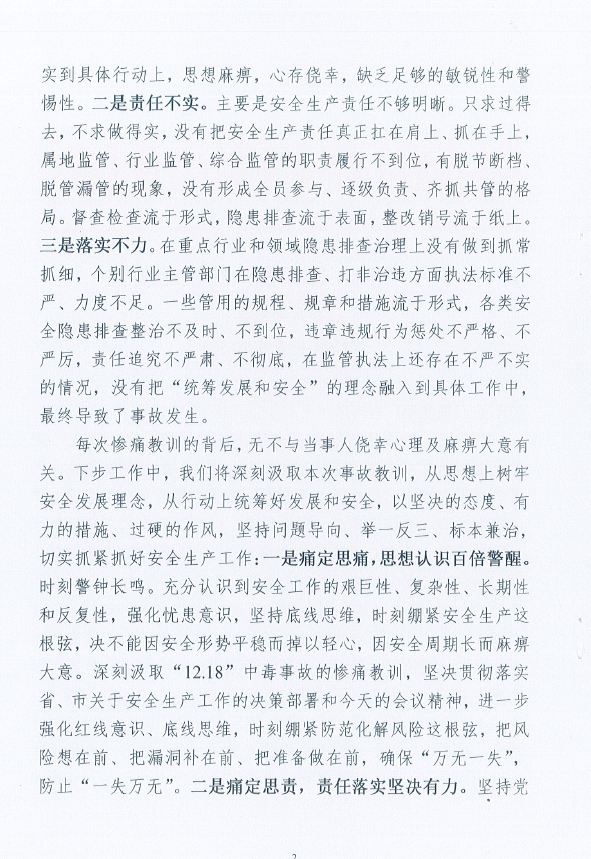 实到具体行动上，思想麻痹，心存侥幸，缺乏足够的敏锐性和警
惕性。二是责任不实。主要是安全生产责任不够明晰。只求过得
去，不求做得实，没有把安全生产责任真正扛在肩上、抓在手上，
属地监管、行业监管、综合监管的职责履行不到位，有脱节断档、
脱管漏管的现象，没有形成全员参与、逐级负责、齐抓共管的格
局。督查检查流于形式，隐患排查流于表面，整改销号流于纸上。
三是落实不力。在重点行业和领域隐患排查治理上没有做到抓常
抓细，个别行业主管部门在隐患排查、打非治违方面执法标准不
严、力度不足。一些管用的规程、规章和措施流于形式，各类安
全隐患排查整治不及时、不到位，违章违规行为惩处不严格、不
严厉，责任追究不严肃、不彻底，在监管执法上还存在不严不实
的情况，没有把“统筹发展和安全”的理念融入到具体工作中，
最终导致了事故发生。
每次惨痛教训的背后，无不与当事人侥幸心理及麻痹大意有
关。下步工作中，我们将深刻汲取本次事故教训，从思想上树牢
安全发展理念，从行动上统筹好发展和安全，以坚决的态度、有
力的措施、过硬的作风，坚持问题导向、举一反三、标本兼治，
切实抓紧抓好安全生产工作：一是痛定思痛，思想认识百倍警醒。
时刻警钟长鸣。充分认识到安全工作的艰巨性、复杂性、长期性
和反复性，强化忧患意识，坚持底线思维，时刻绷紧安全生产这
根弦，决不能因安全形势平稳而掉以轻心，因安全周期长而麻痹
大意。深刻汲取“12.18”中毒事故的惨痛教训，坚决贯彻落实
省、市关于安全生产工作的决策部署和今天的会议精神，进一步
强化红线意识、底线思维，时刻绷紧防范化解风险这根弦，把风
险想在前、把漏洞补在前、把准备做在前，确保“万无一失”，
防止“一失万无”。二是痛定思责，责任落实坚决有力。坚持党
2